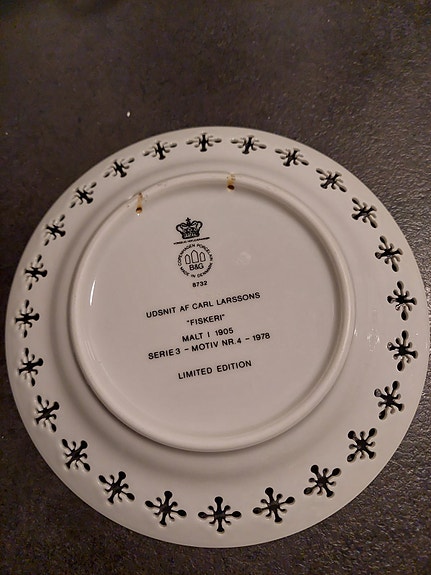 COPENHAGEN PORCELAIN
B&G
MADE IN DENMARK
8732
UDSNIT AF CARL LARSSONS
"FISKERI"
MALT I 1905
SERIE 3 - MOTIV NR. 4 - 1978
LIMITED EDITION